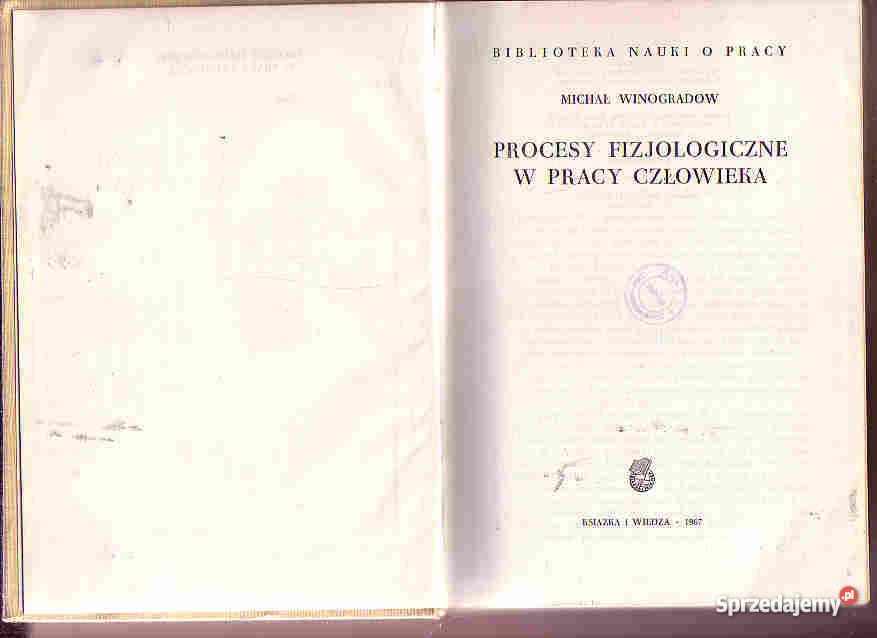 BIBLIOTEKA NAUKI O PRACY
MICHAŁ WINOGRADOW
PROCESY FIZJOLOGICZNE
W PRACY CZŁOWIEKA
KSIĄŻKA I WIEDZA · 1967
Sprzedajemy.pl